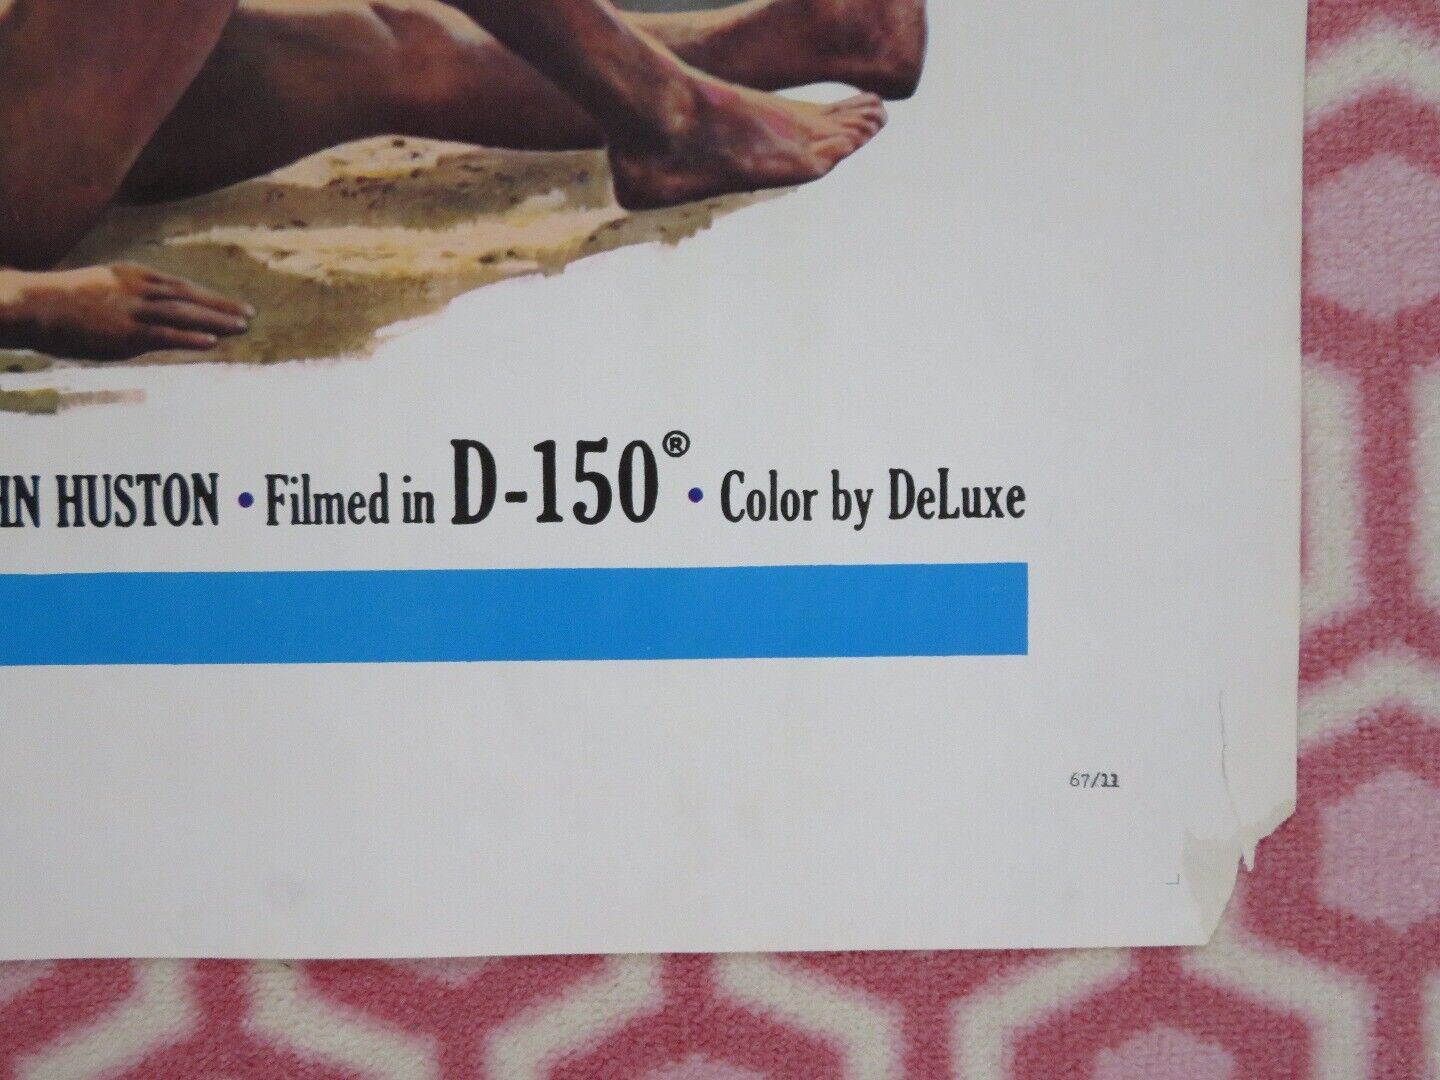 HN HUSTON • Filmed in D-150® • Color by DeLuxe
67/11